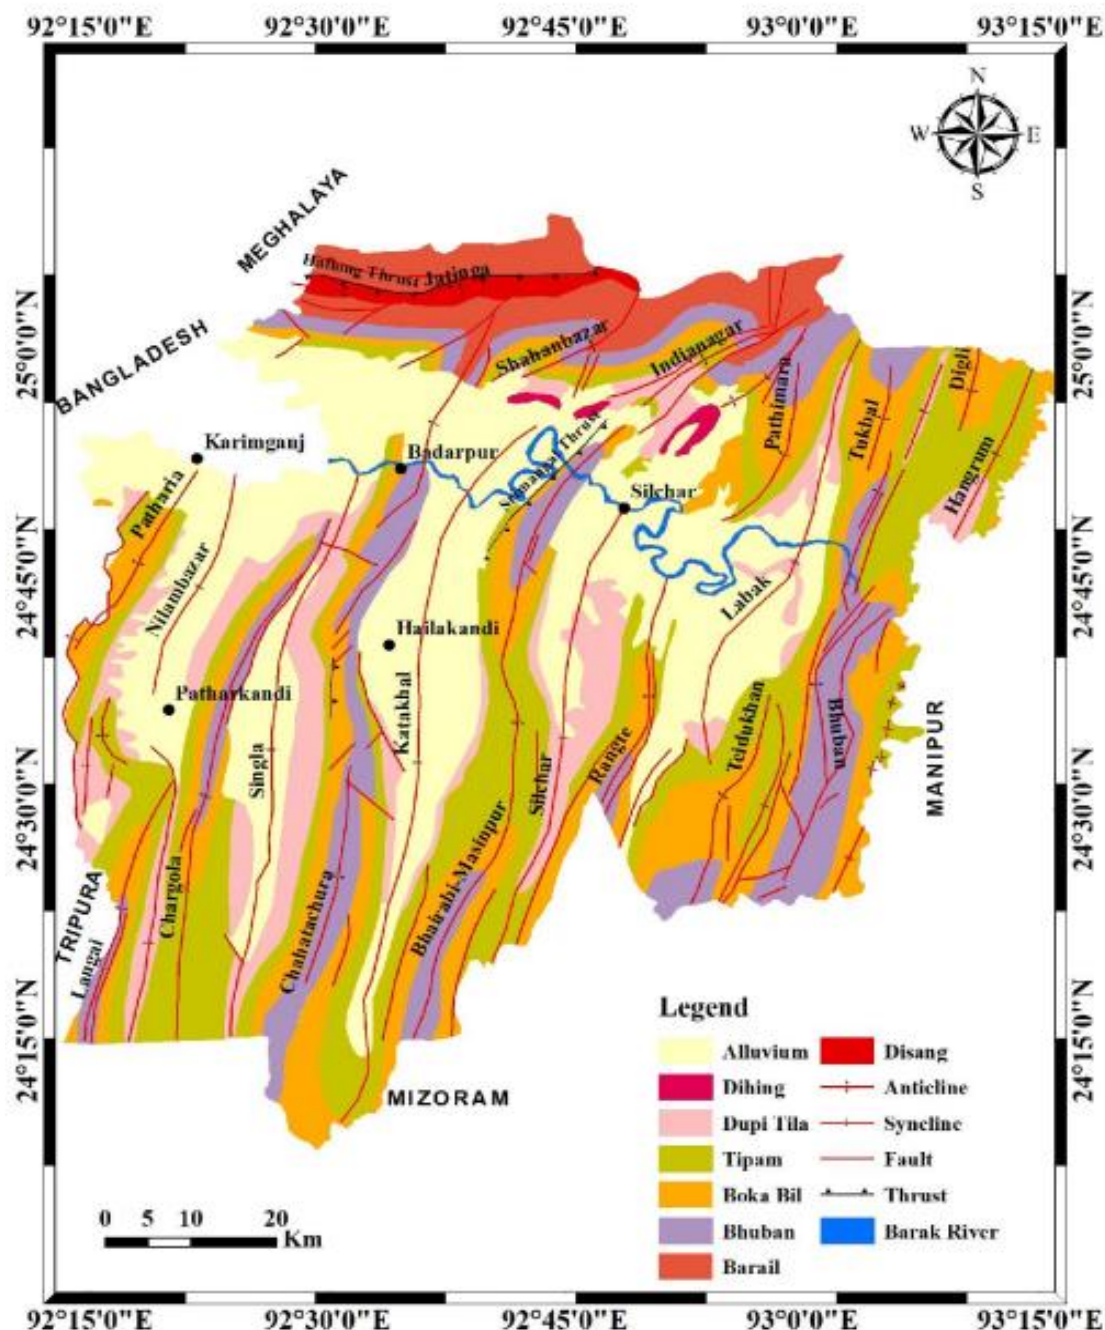 92°15'0"E 92°30'0"E 92°45'0"E 93°0'0"E 93°15'0"E
N
W E
S
MEGHALAYA
Haflong Thrust Jatinga
BANGLADESH
Shahanbazar
Indianagar
Digli
Pathimara
Tukbai
Karimganj
Badarpur
Silchar
Hangrum
Patharia
Nilambazar
Labak
Hailakandi
Patharkandi
Katakhal
Singla
Teidukhan
Bhuban
Rangte
Silchar
MANIPUR
Chargola
Bhairabi-Masinpur
Chahatachura
TRIPURA
Langai
MIZORAM
25°0'0"N 25°0'0"N
24°45'0"N 24°45'0"N
24°30'0"N 24°30'0"N
24°15'0"N 24°15'0"N
Legend
Alluvium Disang
Dihing Anticline
Dupi Tila Syncline
Tipam Fault
Boka Bil Thrust
Bhuban Barak River
Barail
0 5 10 20
Km
92°15'0"E 92°30'0"E 92°45'0"E 93°0'0"E 93°15'0"E